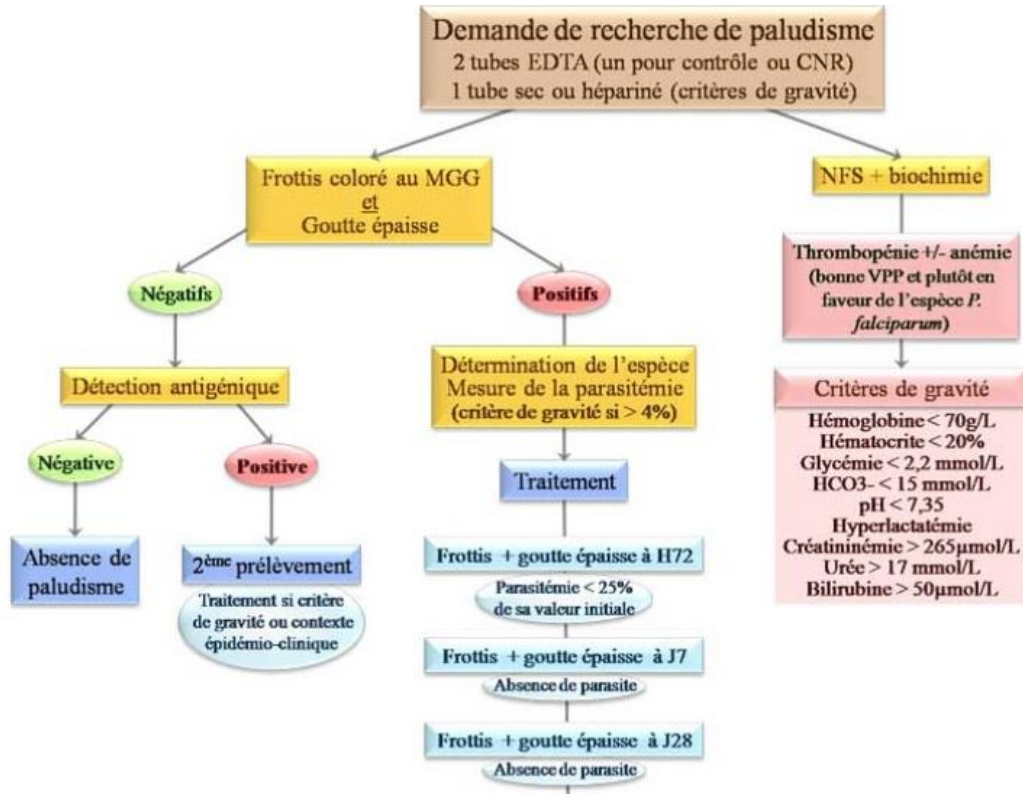 Demande de recherche de paludisme
2 tubes EDTA (un pour contrôle ou CNR)
1 tube sec ou hépariné (critères de gravité)
Frottis coloré au MGG
et
Goutte épaisse
NFS + biochimie
Négatifs
Positifs
Thrombopénie +/- anémie
(bonne VPP et plutôt en
faveur de l'espèce P.
falciparum)
Détection antigénique
Détermination de l'espèce
Mesure de la parasitémie
(critère de gravité si > 4%)
Critères de gravité
Hémoglobine < 70g/L
Hématocrite < 20%
Glycémie < 2,2 mmol/L
HCO3- < 15 mmol/L
pH < 7,35
Hyperlactatémie
Créatininémie > 265µmol/L
Urée > 17 mmol/L
Bilirubine > 50µmol/L
Négative
Positive
Traitement
Absence de
paludisme
2ème prélèvement
Traitement si critère
de gravité ou contexte
épidémio-clinique
Frottis + goutte épaisse à H72
Parasitémie < 25%
de sa valeur initiale
Frottis + goutte épaisse à J7
Absence de parasite
Frottis + goutte épaisse à J28
Absence de parasite